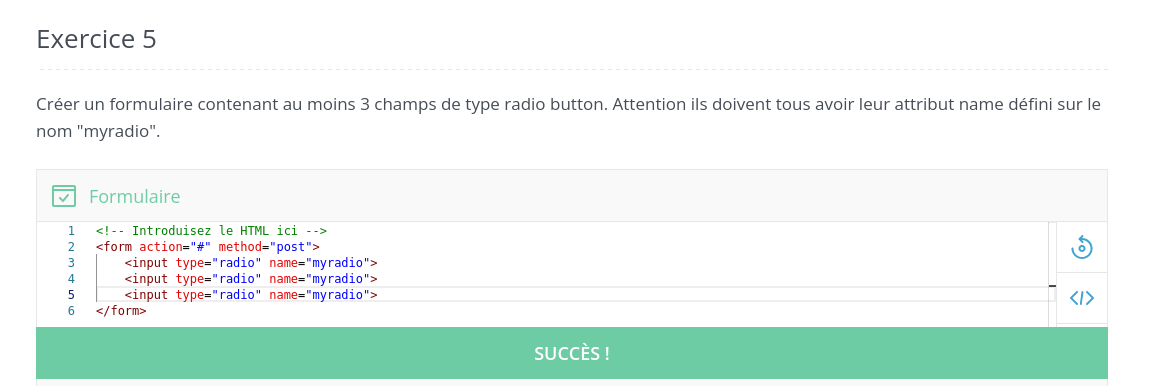 Exercice 5
Créer un formulaire contenant au moins 3 champs de type radio button. Attention ils doivent tous avoir leur attribut name défini sur le
nom "myradio".
Formulaire
1 <!-- Introduisez le HTML ici -->
2 <form action="#" method="post">
3     <input type="radio" name="myradio">
4     <input type="radio" name="myradio">
5     <input type="radio" name="myradio">
6 </form>
SUCCÈS !